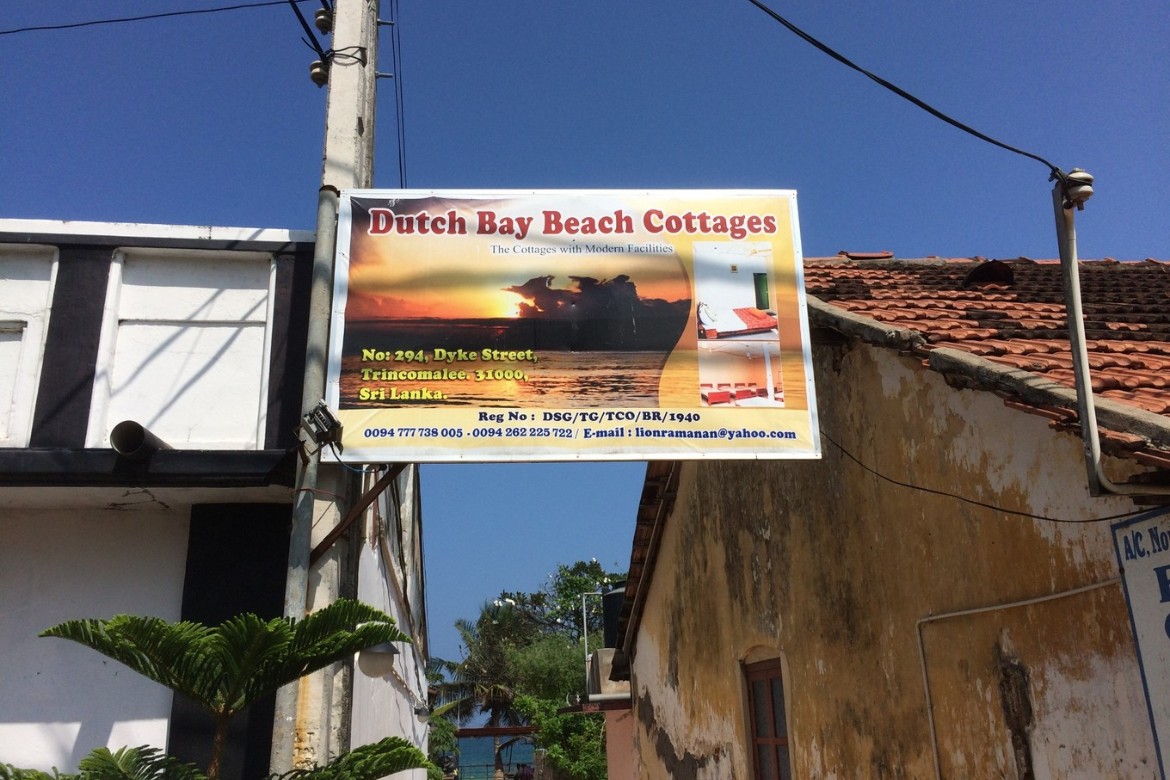 Dutch Bay Beach Cottages
The Cottages with Modern Facilities
No: 294, Dyke Street,
Trincomalee. 31000,
Sri Lanka.
Reg No : DSG/TG/TCO/BR/1940
0094 777 738 005 - 0094 262 225 722 / E-mail : lionramanan@yahoo.com
A/C,